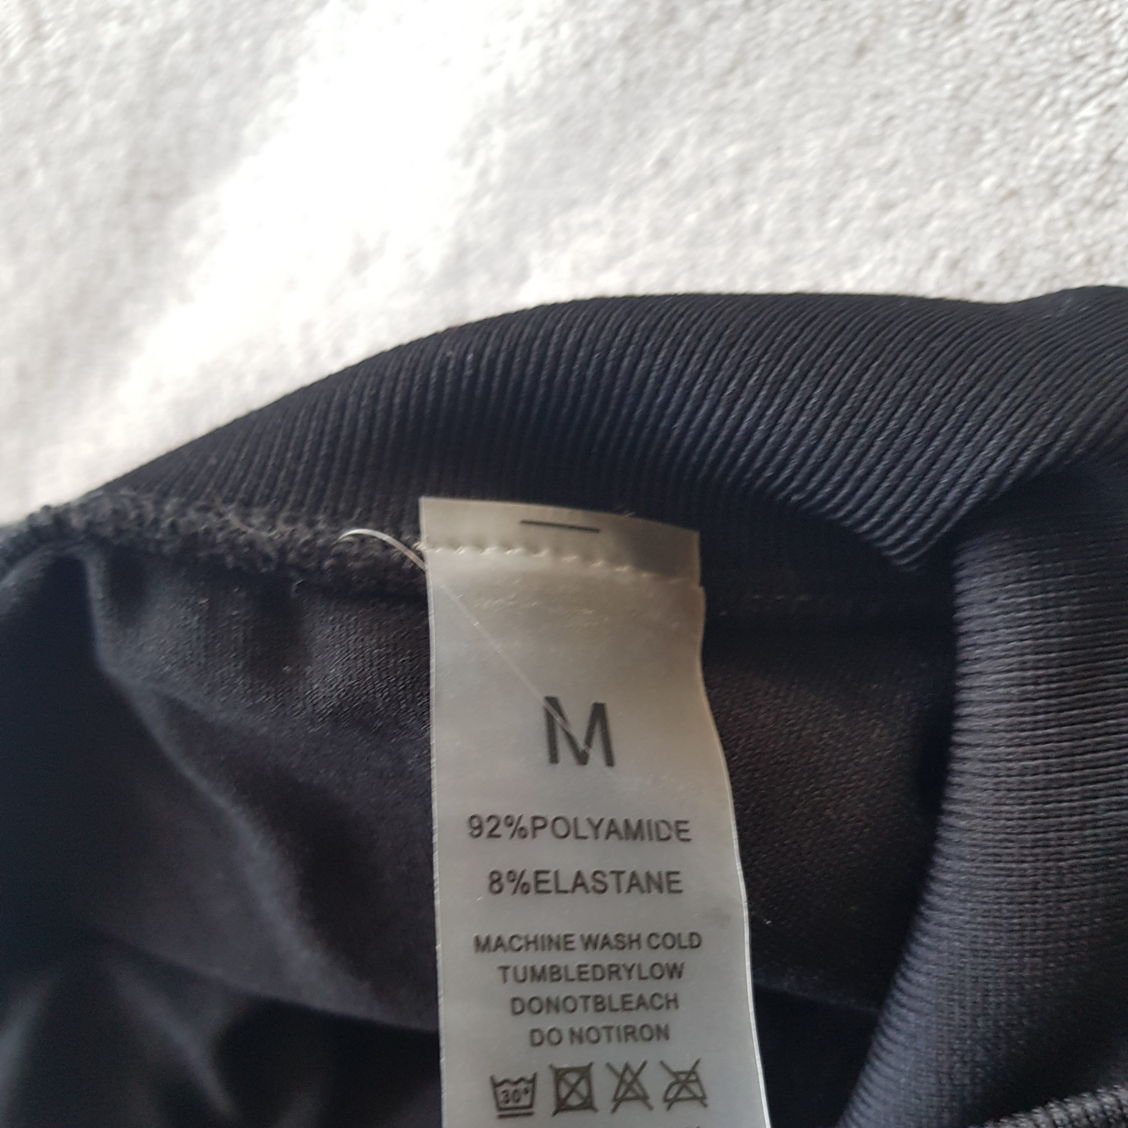 M
92%POLYAMIDE
8%ELASTANE
MACHINE WASH COLD
TUMBLEDRYLOW
DONOTBLEACH
DO NOTIRON
30°